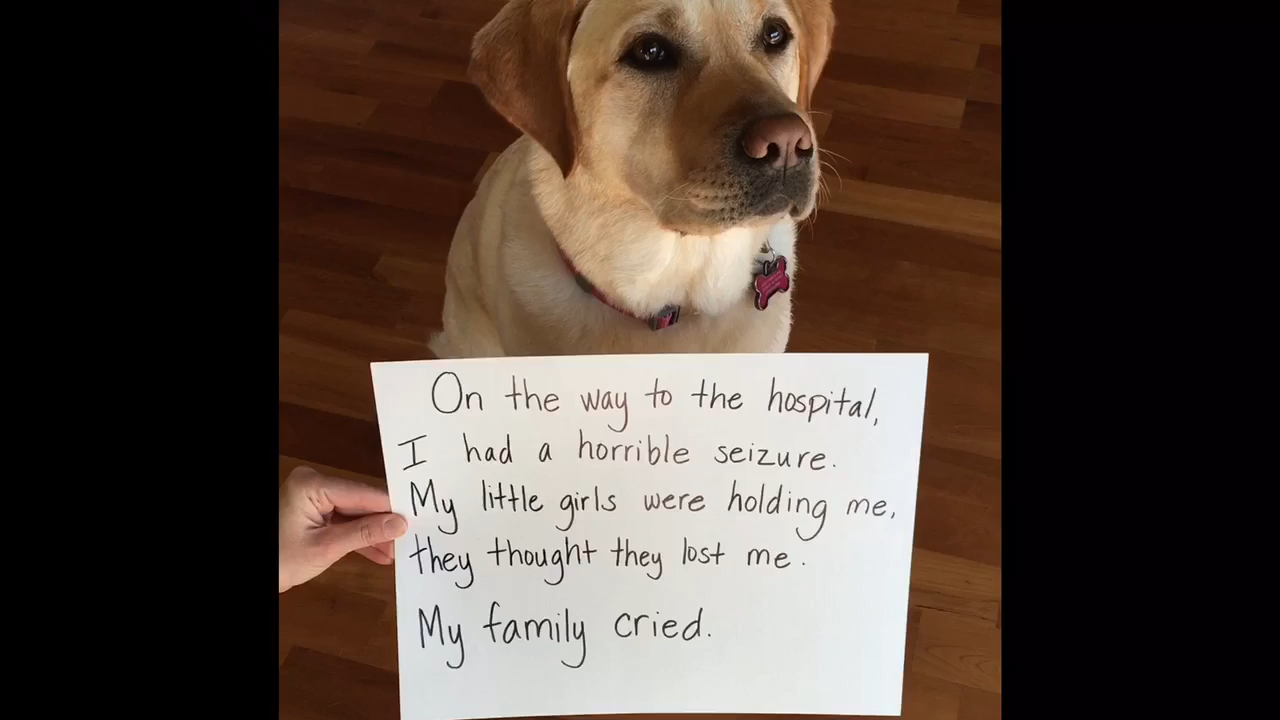 On the way to the hospital,
I had a horrible seizure.
My little girls were holding me,
they thought they lost me.
My family cried.